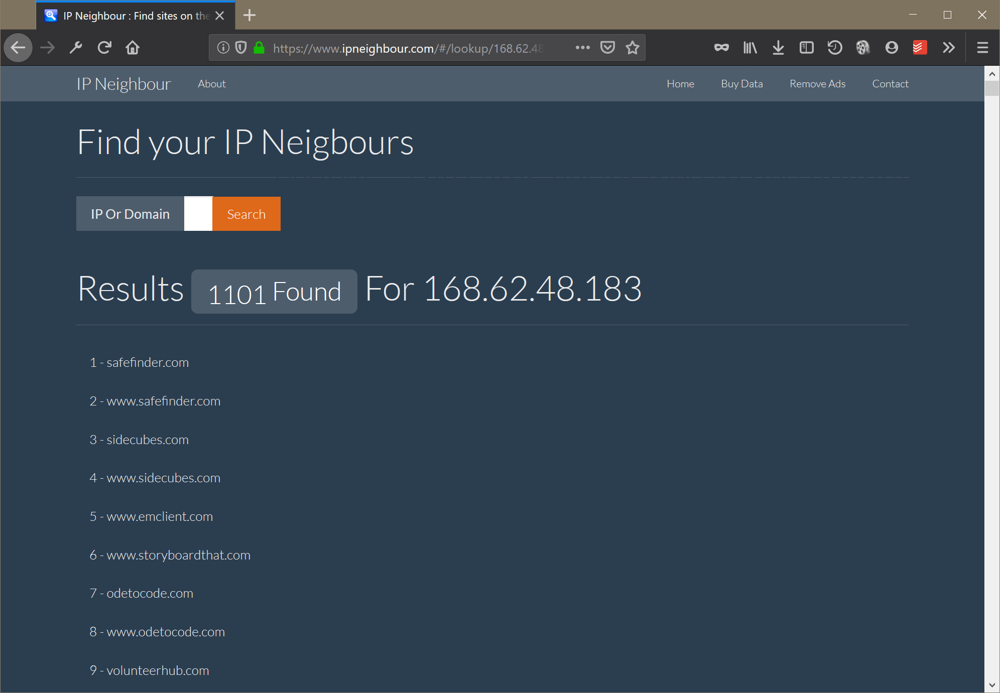 IP Neighbour : Find sites on the
https://www.ipneighbour.com/#/lookup/168.62.48
IP Neighbour About Home Buy Data Remove Ads Contact
Find your IP Neigbours
IP Or Domain Search
Results 1101 Found For 168.62.48.183
1 - safefinder.com
2 - www.safefinder.com
3 - sidecubes.com
4 - www.sidecubes.com
5 - www.emclient.com
6 - www.storyboardthat.com
7 - odetocode.com
8 - www.odetocode.com
9 - volunteerhub.com